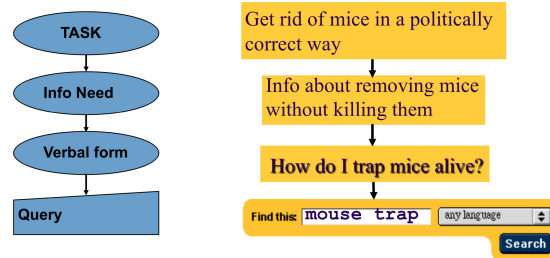 TASK
Info Need
Verbal form
Query
Get rid of mice in a politically
correct way
Info about removing mice
without killing them
How do I trap mice alive?
Find this: mouse trap any language
Search